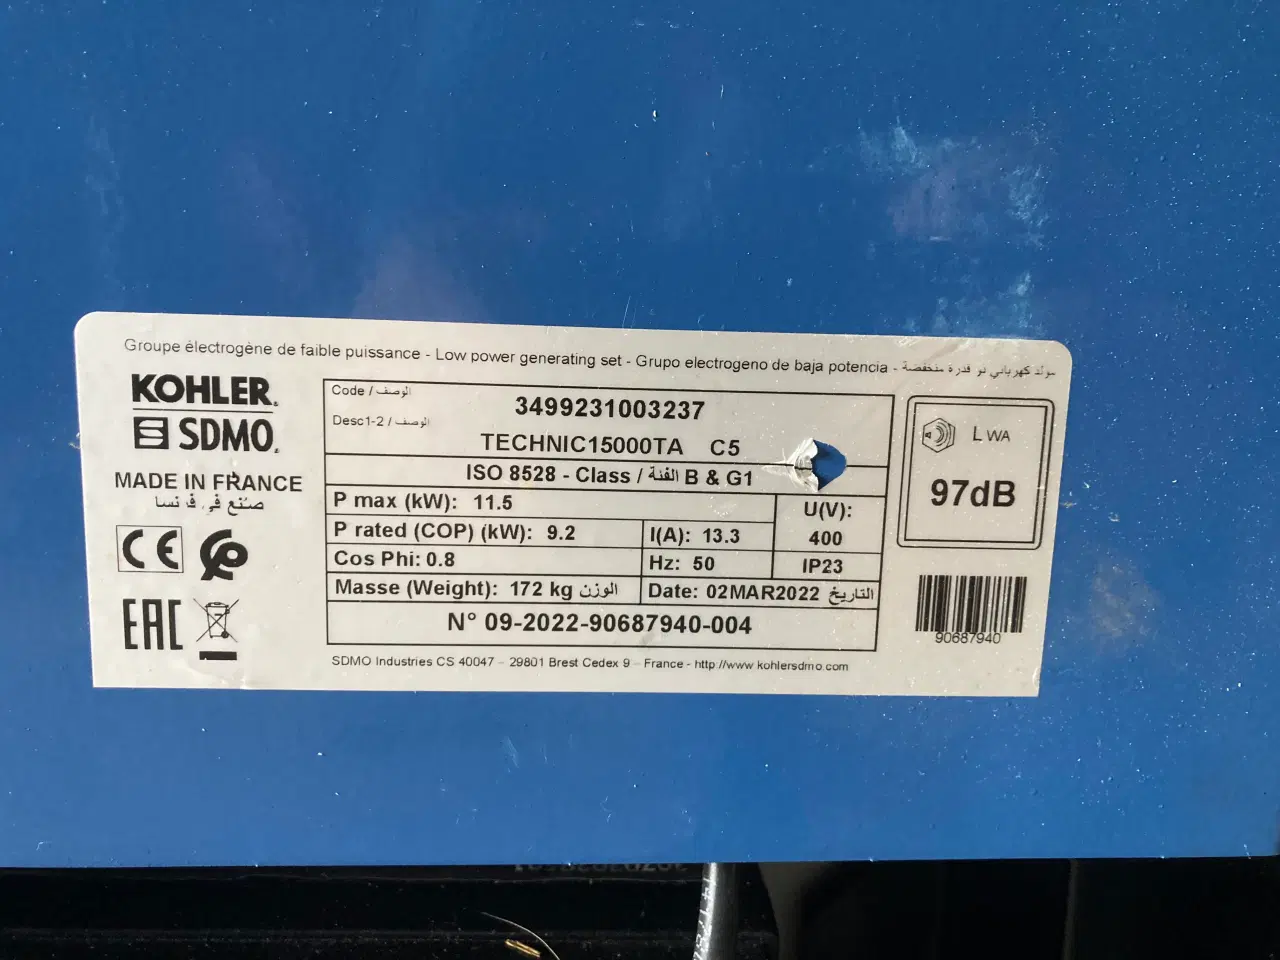 Groupe électrogène de faible puissance - Low power generating set - Grupo electrogeno de baja potencia - مولد كهربائي ذو قدرة منخفضة
KOHLER.
SDMO.
MADE IN FRANCE
صنع في فرنسا
CE
EAC
Code / الوصف
3499231003237
Desc1-2 / الوصف
TECHNIC15000TA C5
ISO 8528 - Class / الفئة B & G1
P max (kW): 11.5
U(V):
400
P rated (COP) (kW): 9.2
I(A): 13.3
Cos Phi: 0.8
Hz: 50
IP23
Masse (Weight): 172 kg الوزن
Date: 02MAR2022 التاريخ
N° 09-2022-90687940-004
SDMO Industries CS 40047 - 29801 Brest Cedex 9 - France - http://www.kohlersdmo.com
LWA
97dB
90687940